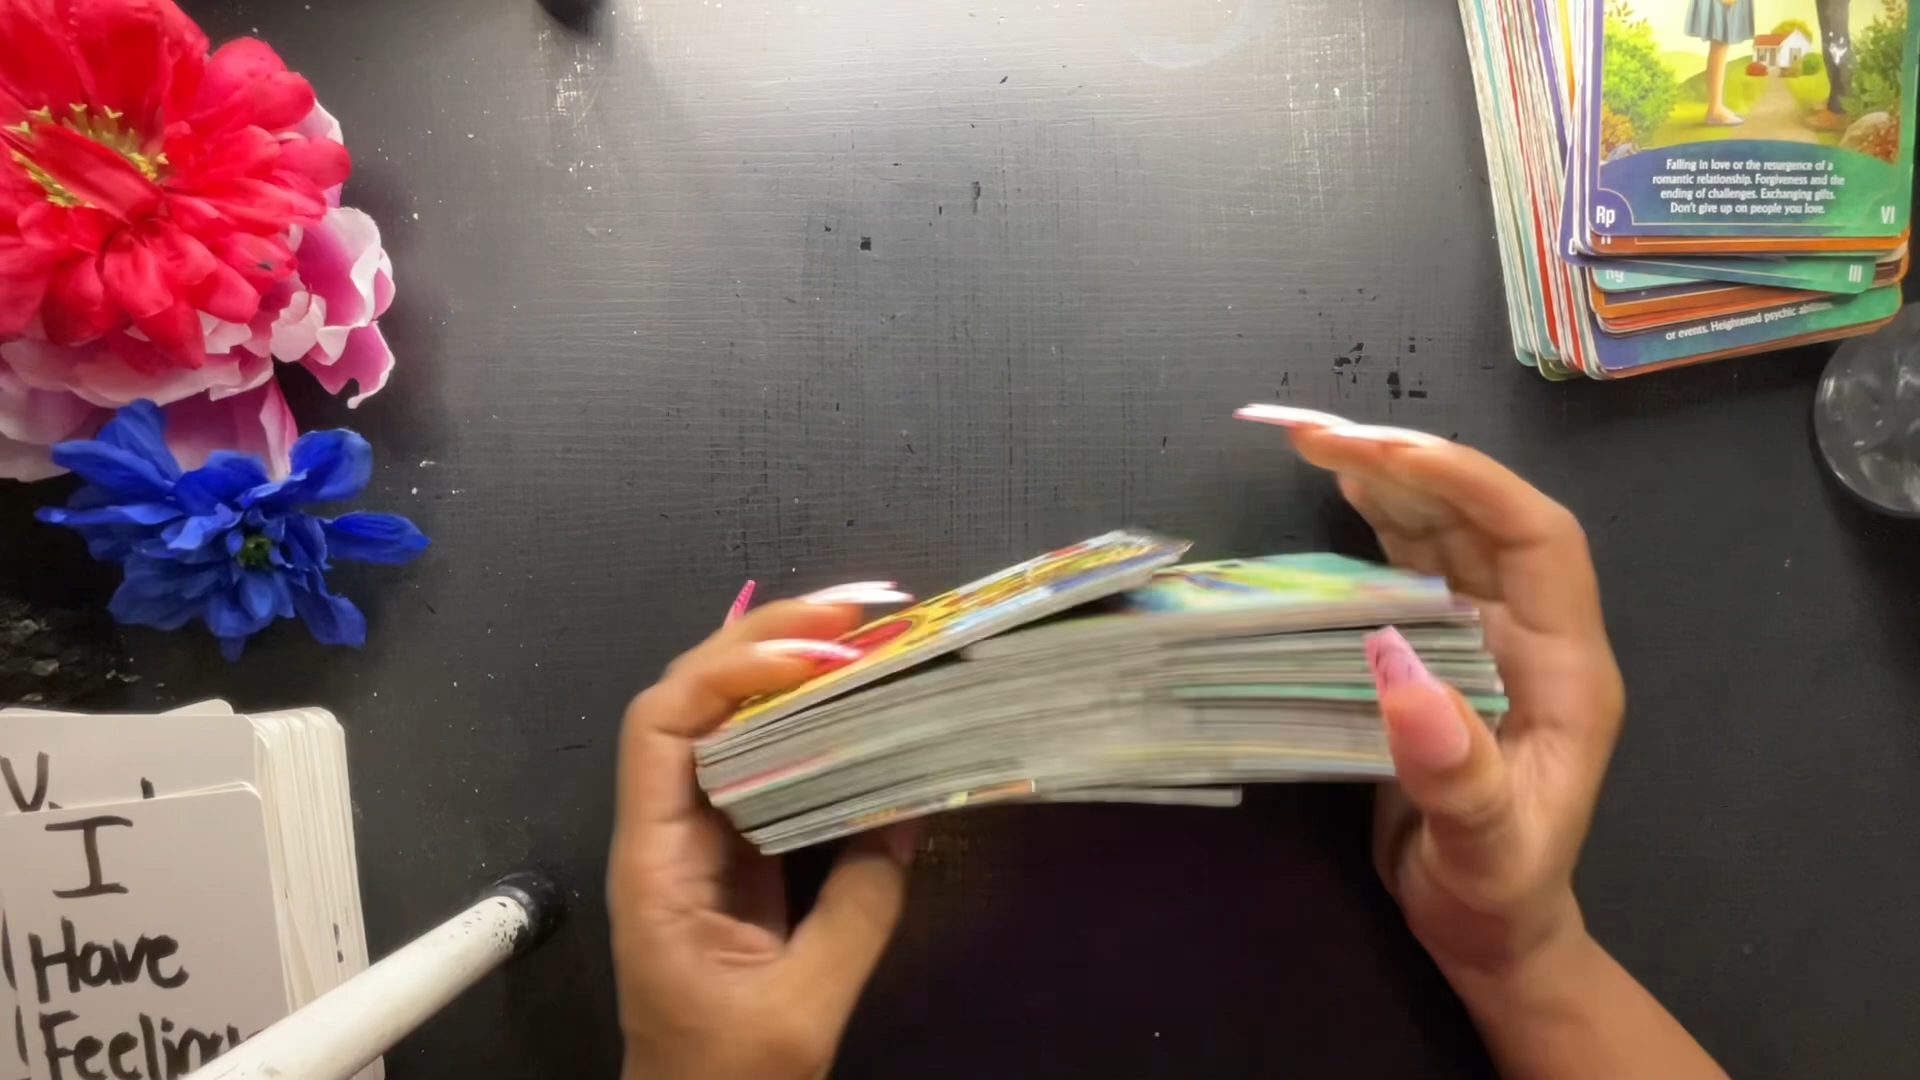 Falling in love or the resurgence of a
romantic relationship. Forgiveness and the
ending of challenges. Exchanging gifts.
Don't give up on people you love.
Rp
VI
Rg
III
or events. Heightened psychic abilities.
I
Have